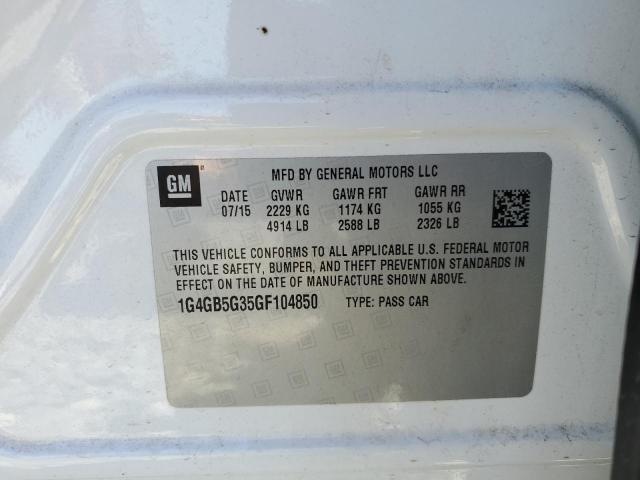 GM
MFD BY GENERAL MOTORS LLC
DATE GVWR GAWR FRT GAWR RR
07/15 2229 KG 1174 KG 1055 KG
4914 LB 2588 LB 2326 LB
THIS VEHICLE CONFORMS TO ALL APPLICABLE U.S. FEDERAL MOTOR
VEHICLE SAFETY, BUMPER, AND THEFT PREVENTION STANDARDS IN
EFFECT ON THE DATE OF MANUFACTURE SHOWN ABOVE.
1G4GB5G35GF104850 TYPE: PASS CAR